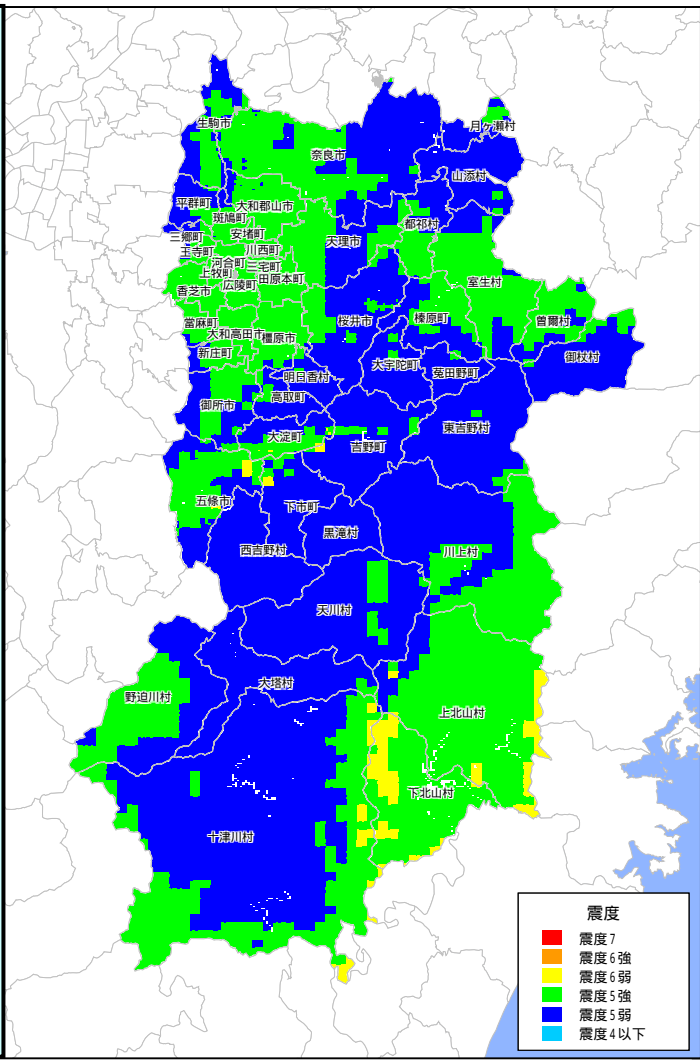 生駒市
月ヶ瀬村
奈良市
山添村
平群町
大和郡山市
斑鳩町
都祁村
安堵町
三郷町
天理市
川西町
王寺町
河合町
三宅町
上牧町
田原本町
室生村
広陵町
香芝市
榛原町
桜井市
曽爾村
當麻町
大和高田市
橿原市
新庄町
御杖村
大宇陀町
菟田野町
明日香村
高取町
御所市
東吉野村
大淀町
吉野町
五條市
下市町
黒滝村
西吉野村
川上村
天川村
大塔村
野迫川村
上北山村
下北山村
十津川村
震度
震度7
震度6強
震度6弱
震度5強
震度5弱
震度4以下